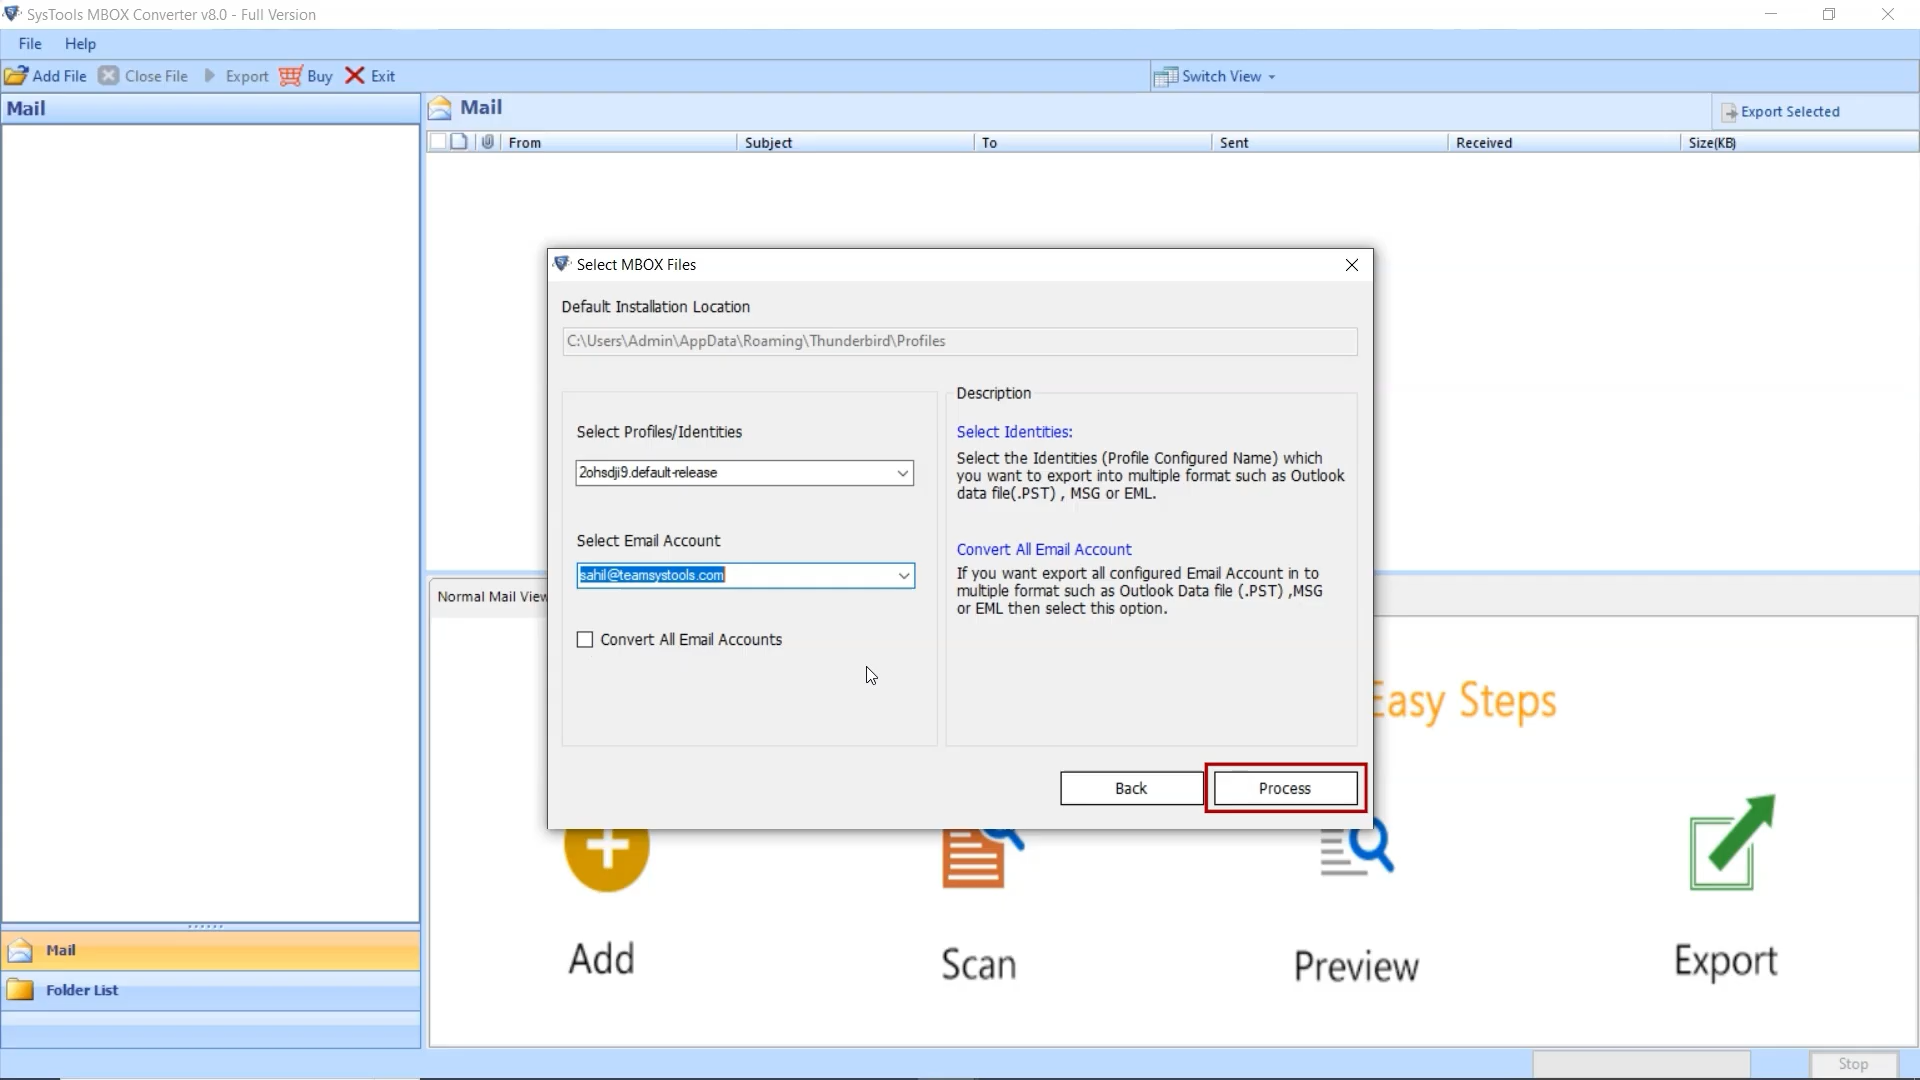 SysTools MBOX Converter v8.0 - Full Version
File Help
Add File Close File Export Buy Exit Switch View
Mail
Mail
Export Selected
From Subject To Sent Received Size(KB)
Select MBOX Files
Default Installation Location
C:\Users\Admin\AppData\Roaming\Thunderbird\Profiles
Select Profiles/Identities
2ohsdji9.default-release
Select Email Account
sahil@teamsystools.com
Convert All Email Accounts
Description
Select Identities:
Select the Identities (Profile Configured Name) which
you want to export into multiple format such as Outlook
data file(.PST) , MSG or EML.
Convert All Email Account
If you want export all configured Email Account in to
multiple format such as Outlook Data file (.PST) ,MSG
or EML then select this option.
Back Process
Normal Mail View
Easy Steps
Add Scan Preview Export
Mail
Folder List
Stop